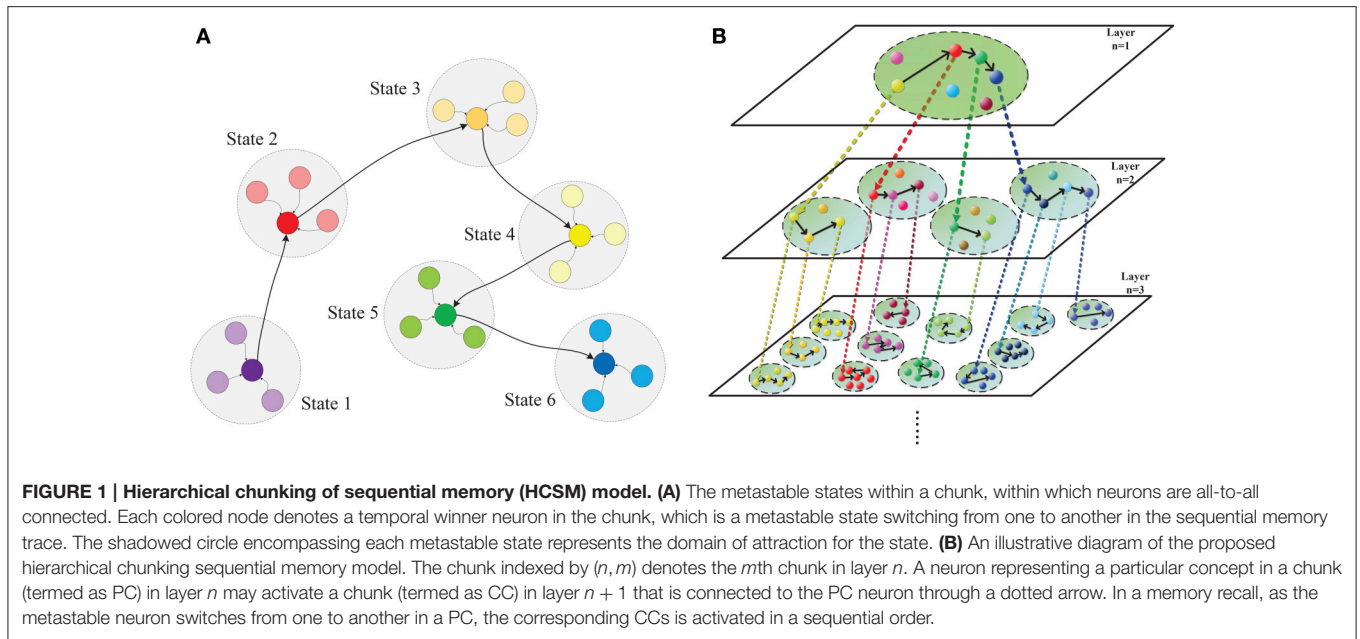 A
State 3
State 2
State 4
State 5
State 1
State 6
B
Layer
n=1
Layer
n=2
Layer
n=3
FIGURE 1 | Hierarchical chunking of sequential memory (HCSM) model. (A) The metastable states within a chunk, within which neurons are all-to-all
connected. Each colored node denotes a temporal winner neuron in the chunk, which is a metastable state switching from one to another in the sequential memory
trace. The shadowed circle encompassing each metastable state represents the domain of attraction for the state. (B) An illustrative diagram of the proposed
hierarchical chunking sequential memory model. The chunk indexed by (n, m) denotes the mth chunk in layer n. A neuron representing a particular concept in a chunk
(termed as PC) in layer n may activate a chunk (termed as CC) in layer n + 1 that is connected to the PC neuron through a dotted arrow. In a memory recall, as the
metastable neuron switches from one to another in a PC, the corresponding CCs is activated in a sequential order.